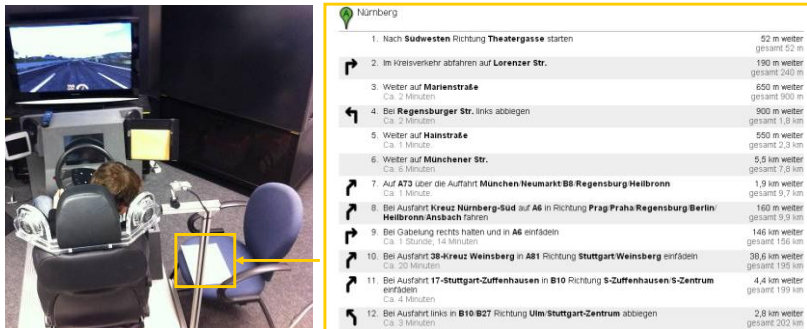 Nürnberg
1. Nach Südwesten Richtung Theatergasse starten 52 m weiter
gesamt 52 m
2. Im Kreisverkehr abfahren auf Lorenzer Str. 190 m weiter
gesamt 240 m
3. Weiter auf Marienstraße 650 m weiter
Ca. 2 Minuten gesamt 900 m
4. Bei Regensburger Str. links abbiegen 900 m weiter
Ca. 2 Minuten gesamt 1,8 km
5. Weiter auf Hainstraße 550 m weiter
Ca. 1 Minute. gesamt 2,3 km
6. Weiter auf Münchener Str. 5,5 km weiter
Ca. 6 Minuten gesamt 7,8 km
7. Auf A73 über die Auffahrt München/Neumarkt/B8/Regensburg/Heilbronn 1,9 km weiter
Ca. 1 Minute. gesamt 9,7 km
8. Bei Ausfahrt Kreuz Nürnberg-Süd auf A6 in Richtung Prag/Praha/Regensburg/Berlin/ 160 m weiter
Heilbronn/Ansbach fahren gesamt 9,9 km
9. Bei Gabelung rechts halten und in A6 einfädeln 146 km weiter
Ca. 1 Stunde, 14 Minuten gesamt 156 km
10. Bei Ausfahrt 38-Kreuz Weinsberg in A81 Richtung Stuttgart/Weinsberg einfädeln 38,6 km weiter
Ca. 20 Minuten gesamt 195 km
11. Bei Ausfahrt 17-Stuttgart-Zuffenhausen in B10 Richtung S-Zuffenhausen/S-Zentrum 4,4 km weiter
einfädeln gesamt 199 km
Ca. 4 Minuten
12. Bei Ausfahrt links in B10/B27 Richtung Ulm/Stuttgart-Zentrum abbiegen 2,8 km weiter
Ca. 3 Minuten gesamt 202 km